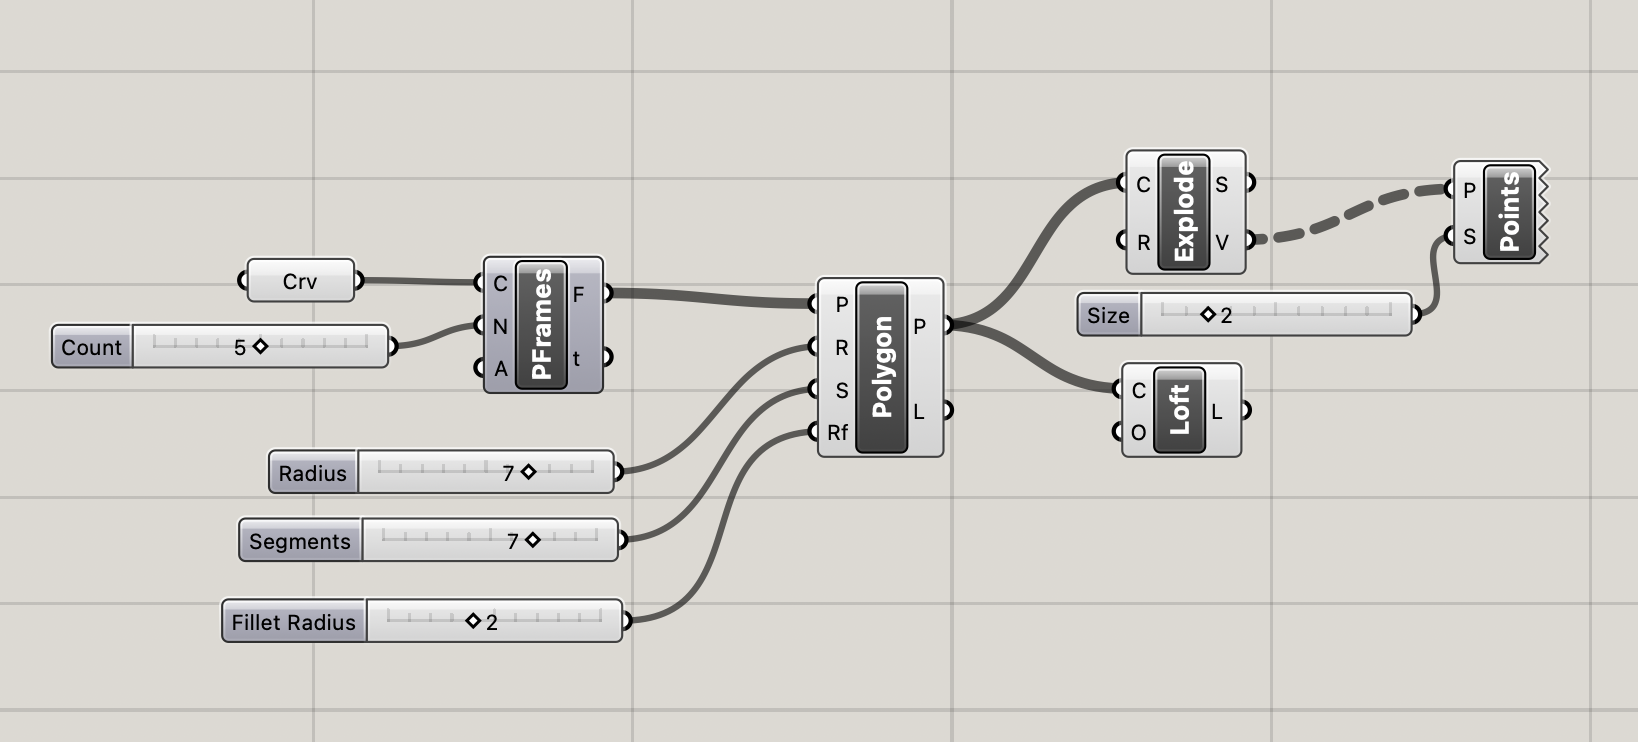 Crv
Count
5
C
N
A
PFrames
F
t
Radius
7
Segments
7
Fillet Radius
2
P
R
S
Rf
Polygon
P
L
C
R
Explode
S
V
Size
2
P
S
Points
C
O
Loft
L